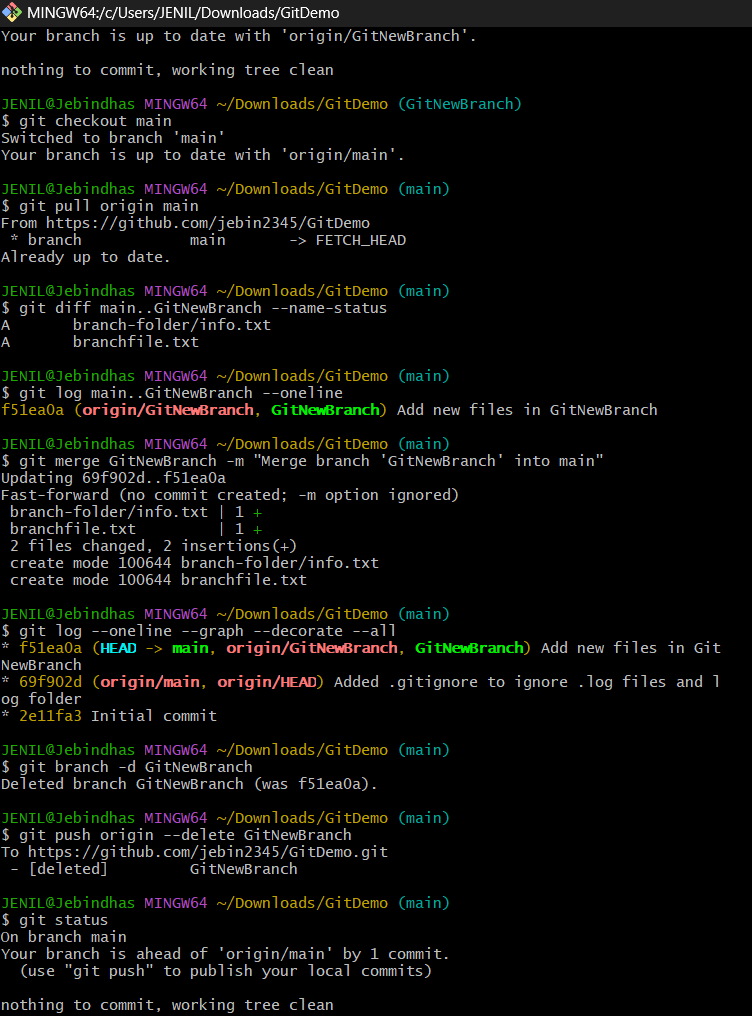 MINGW64:/c/Users/JENIL/Downloads/GitDemo
Your branch is up to date with 'origin/GitNewBranch'.
nothing to commit, working tree clean
JENIL@Jebindhas MINGW64 ~/Downloads/GitDemo (GitNewBranch)
$ git checkout main
Switched to branch 'main'
Your branch is up to date with 'origin/main'.
JENIL@Jebindhas MINGW64 ~/Downloads/GitDemo (main)
$ git pull origin main
From https://github.com/jebin2345/GitDemo
 * branch            main       -> FETCH_HEAD
Already up to date.
JENIL@Jebindhas MINGW64 ~/Downloads/GitDemo (main)
$ git diff main..GitNewBranch --name-status
A       branch-folder/info.txt
A       branchfile.txt
JENIL@Jebindhas MINGW64 ~/Downloads/GitDemo (main)
$ git log main..GitNewBranch --oneline
f51ea0a (origin/GitNewBranch, GitNewBranch) Add new files in GitNewBranch
JENIL@Jebindhas MINGW64 ~/Downloads/GitDemo (main)
$ git merge GitNewBranch -m "Merge branch 'GitNewBranch' into main"
Updating 69f902d..f51ea0a
Fast-forward (no commit created; -m option ignored)
 branch-folder/info.txt | 1 +
 branchfile.txt         | 1 +
 2 files changed, 2 insertions(+)
 create mode 100644 branch-folder/info.txt
 create mode 100644 branchfile.txt
JENIL@Jebindhas MINGW64 ~/Downloads/GitDemo (main)
$ git log --oneline --graph --decorate --all
* f51ea0a (HEAD -> main, origin/GitNewBranch, GitNewBranch) Add new files in Git
NewBranch
* 69f902d (origin/main, origin/HEAD) Added .gitignore to ignore .log files and l
og folder
* 2e11fa3 Initial commit
JENIL@Jebindhas MINGW64 ~/Downloads/GitDemo (main)
$ git branch -d GitNewBranch
Deleted branch GitNewBranch (was f51ea0a).
JENIL@Jebindhas MINGW64 ~/Downloads/GitDemo (main)
$ git push origin --delete GitNewBranch
To https://github.com/jebin2345/GitDemo.git
 - [deleted]         GitNewBranch
JENIL@Jebindhas MINGW64 ~/Downloads/GitDemo (main)
$ git status
On branch main
Your branch is ahead of 'origin/main' by 1 commit.
  (use "git push" to publish your local commits)
nothing to commit, working tree clean